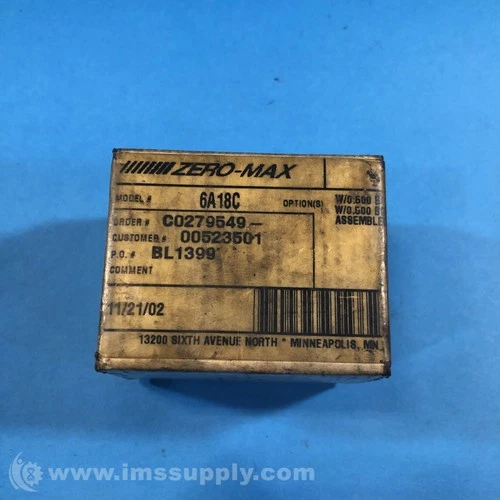 ZERO-MAX
MODEL # 6A18C OPTION(S) W/0.500 B
W/0.500 B
ASSEMBLE
ORDER # C0279549-
CUSTOMER # 00523501
P.O. # BL1399
COMMENT
11/21/02
13200 SIXTH AVENUE NORTH * MINNEAPOLIS, MN
www.imssupply.com